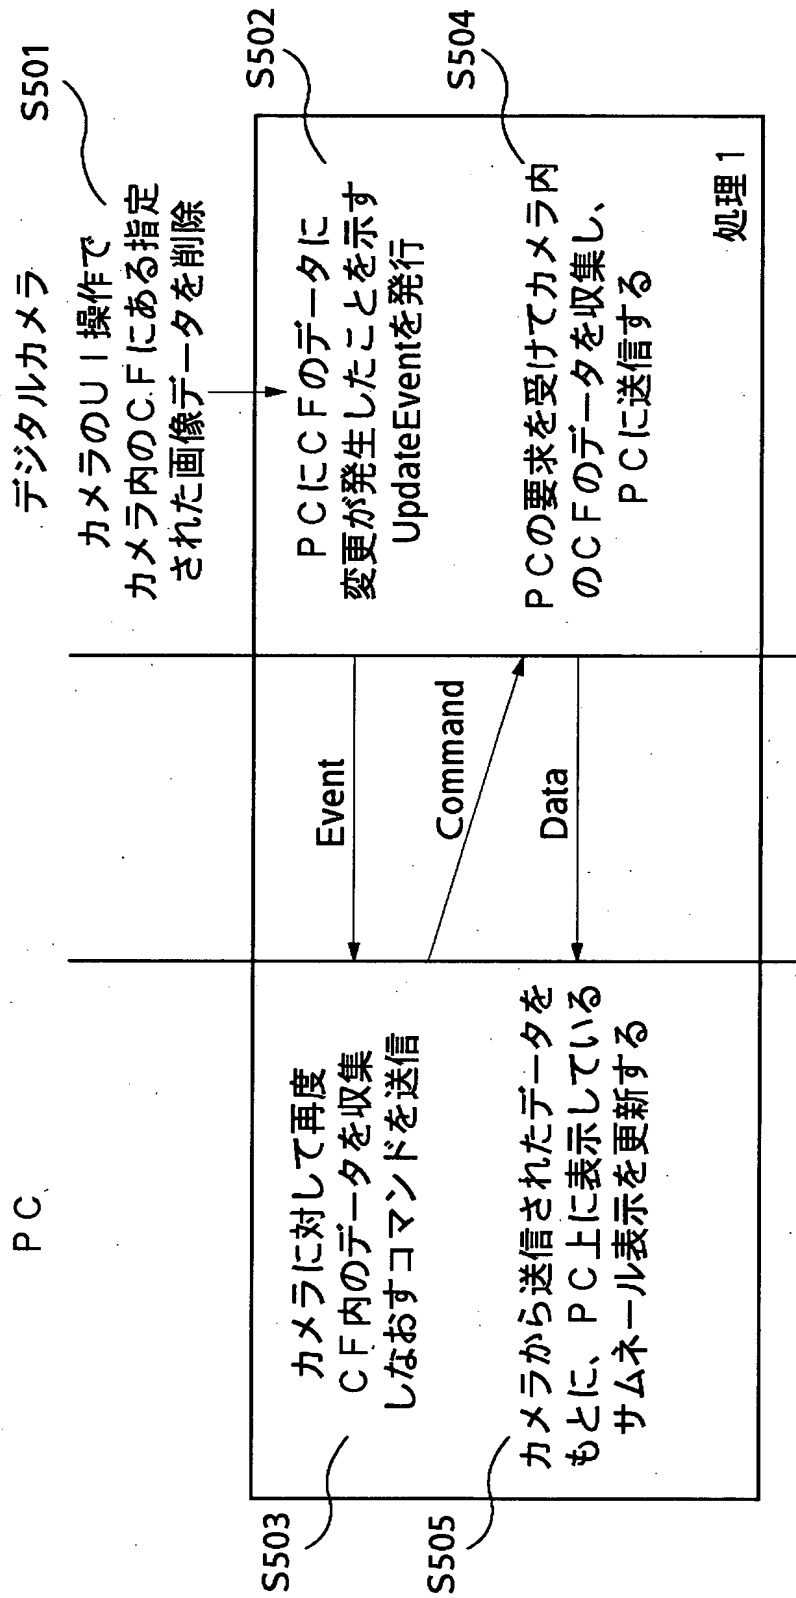 PC
デジタルカメラ
S501
カメラのUI操作で
カメラ内のCFにある指定
された画像データを削除
S502
PCにCFのデータに
変更が発生したことを示す
UpdateEventを発行
Event
S503
カメラに対して再度
CF内のデータを収集
しなおすコマンドを送信
Command
S504
PCの要求を受けてカメラ内
のCFのデータを収集し、
PCに送信する
Data
S505
カメラから送信されたデータを
もとに、PC上に表示している
サムネール表示を更新する
処理1